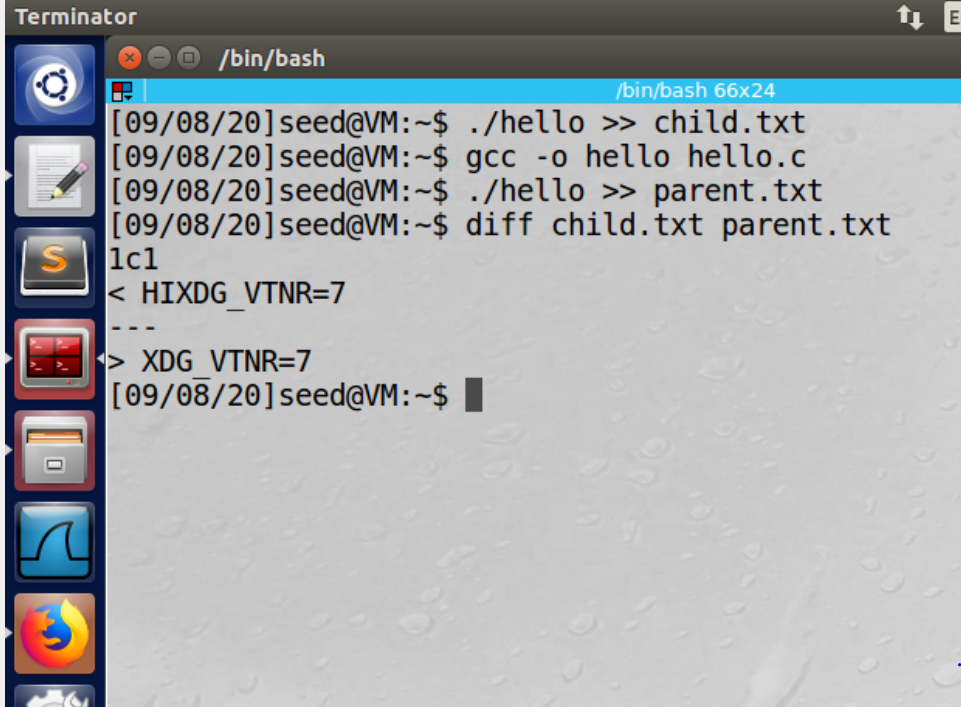 Terminator
/bin/bash
/bin/bash 66x24
[09/08/20]seed@VM:~$ ./hello >> child.txt
[09/08/20]seed@VM:~$ gcc -o hello hello.c
[09/08/20]seed@VM:~$ ./hello >> parent.txt
[09/08/20]seed@VM:~$ diff child.txt parent.txt
1c1
< HIXDG_VTNR=7
---
> XDG_VTNR=7
[09/08/20]seed@VM:~$